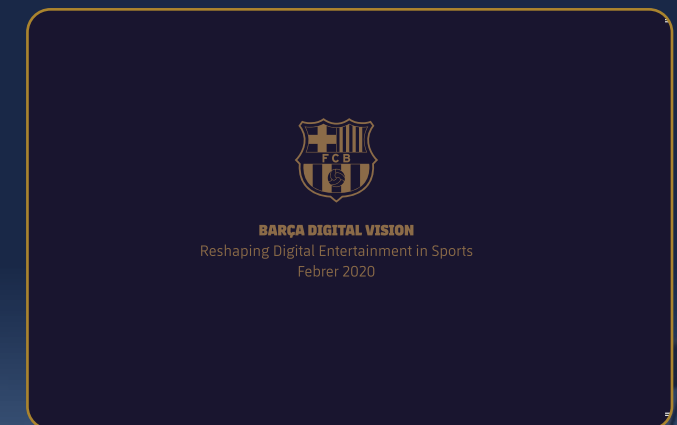 FCB
BARÇA DIGITAL VISION
Reshaping Digital Entertainment in Sports
Febrer 2020